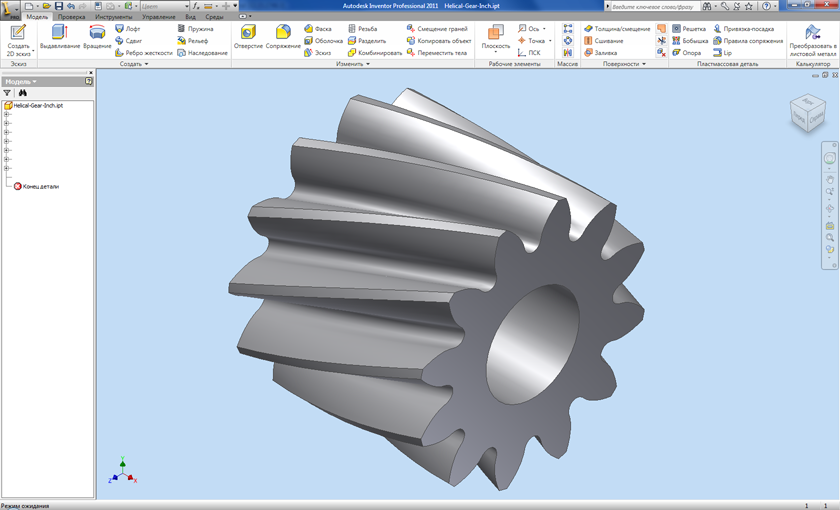 Autodesk Inventor Professional 2011 Helical-Gear-Inch.ipt
Введите ключевое слово/фразу
Цвет
Модель Проверка Инструменты Управление Вид Среды
Создать 2D эскиз
Выдавливание
Вращение
Лофт
Сдвиг
Ребро жесткости
Пружина
Рельеф
Наследование
Отверстие
Сопряжение
Фаска
Оболочка
Эскиз
Резьба
Разделить
Комбинировать
Смещение граней
Копировать объект
Переместить тела
Плоскость
Ось
Точка
ПСК
Толщина/смещение
Сшивание
Заливка
Решетка
Бобышка
Опора
Привязка-посадка
Правила сопряжения
Lip
Преобразовать в листовой металл
Эскиз Создать Изменить Рабочие элементы Массив Поверхности Пластмассовая деталь Калькулятор
Модель
Helical-Gear-Inch.ipt
Конец детали
Y
Z
X
Режим ожидания
1 1